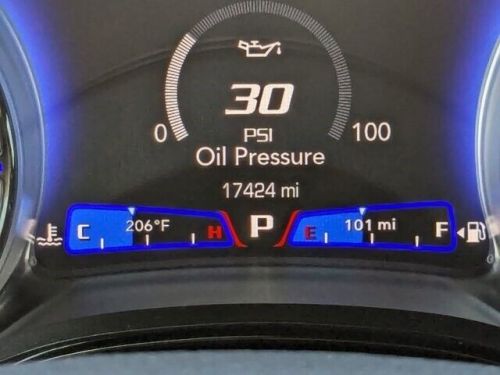 30
0 PSI 100
Oil Pressure
17424 mi
C 206°F H P E 101 mi F